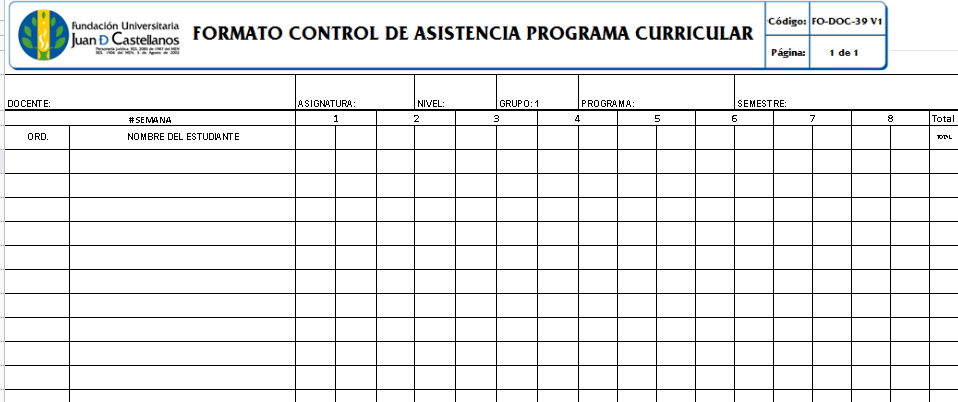 Fundación Universitaria
Juan D Castellanos
FORMATO CONTROL DE ASISTENCIA PROGRAMA CURRICULAR
Código: FO-DOC-39 V1
Página: 1 de 1
DOCENTE: ASIGNATURA: NIVEL: GRUPO: 1 PROGRAMA: SEMESTRE:
#SEMANA 1 2 3 4 5 6 7 8 Total
ORD. NOMBRE DEL ESTUDIANTE TOTAL